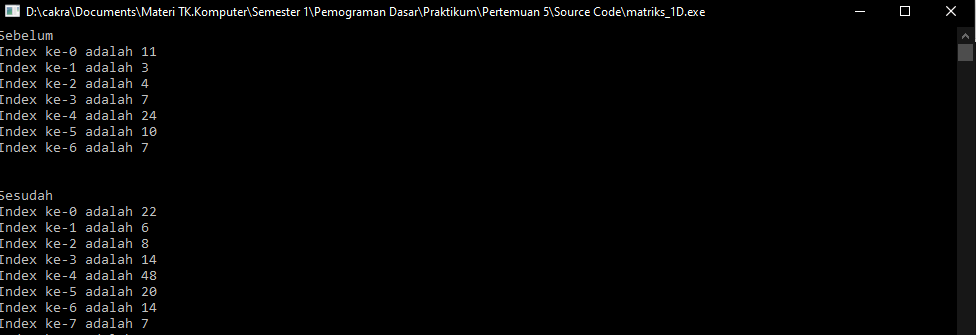 D:\cakra\Documents\Materi TK.Komputer\Semester 1\Pemograman Dasar\Praktikum\Pertemuan 5\Source Code\matriks_1D.exe
Sebelum
Index ke-0 adalah 11
Index ke-1 adalah 3
Index ke-2 adalah 4
Index ke-3 adalah 7
Index ke-4 adalah 24
Index ke-5 adalah 10
Index ke-6 adalah 7
Sesudah
Index ke-0 adalah 22
Index ke-1 adalah 6
Index ke-2 adalah 8
Index ke-3 adalah 14
Index ke-4 adalah 48
Index ke-5 adalah 20
Index ke-6 adalah 14
Index ke-7 adalah 7